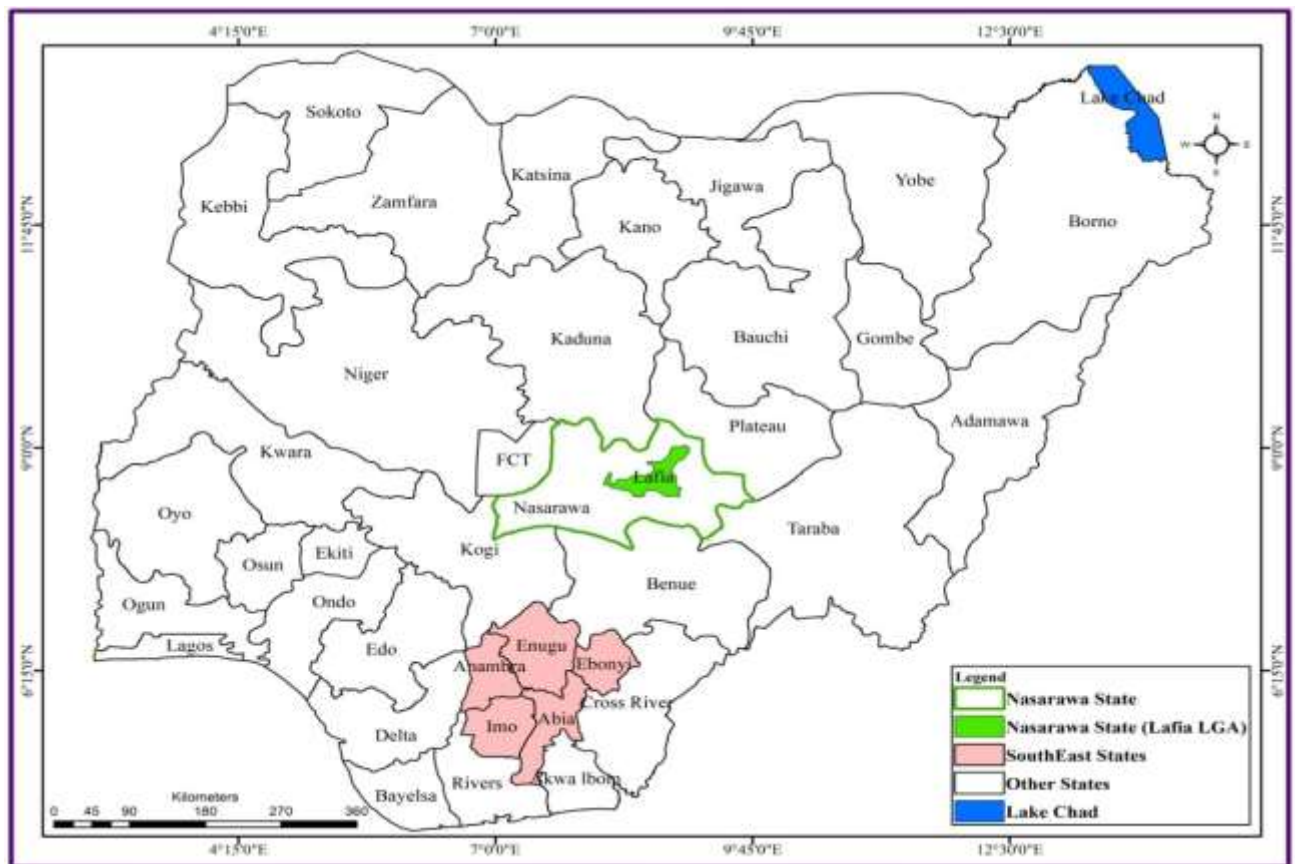 4°15'0"E 7°0'0"E 9°45'0"E 12°30'0"E
Lake Chad
Sokoto
N
W E
S
Katsina
Jigawa
Yobe
Kebbi
Zamfara
Kano
Borno
11°45'0"N
11°45'0"N
Kaduna
Bauchi
Gombe
Niger
Adamawa
Plateau
Kwara
FCT
9°0'0"N
9°0'0"N
Lafia
Oyo
Nasarawa
Taraba
Kogi
Ekiti
Osun
Benue
Ogun
Ondo
Lagos
Edo
Enugu
Anambra
Ebonyi
6°15'0"N
6°15'0"N
Cross River
Abia
Imo
Delta
Rivers
Akwa Ibom
Bayelsa
Legend
Nasarawa State
Nasarawa State (Lafia LGA)
SouthEast States
Other States
Lake Chad
Kilometers
0 45 90 180 270 360
4°15'0"E 7°0'0"E 9°45'0"E 12°30'0"E